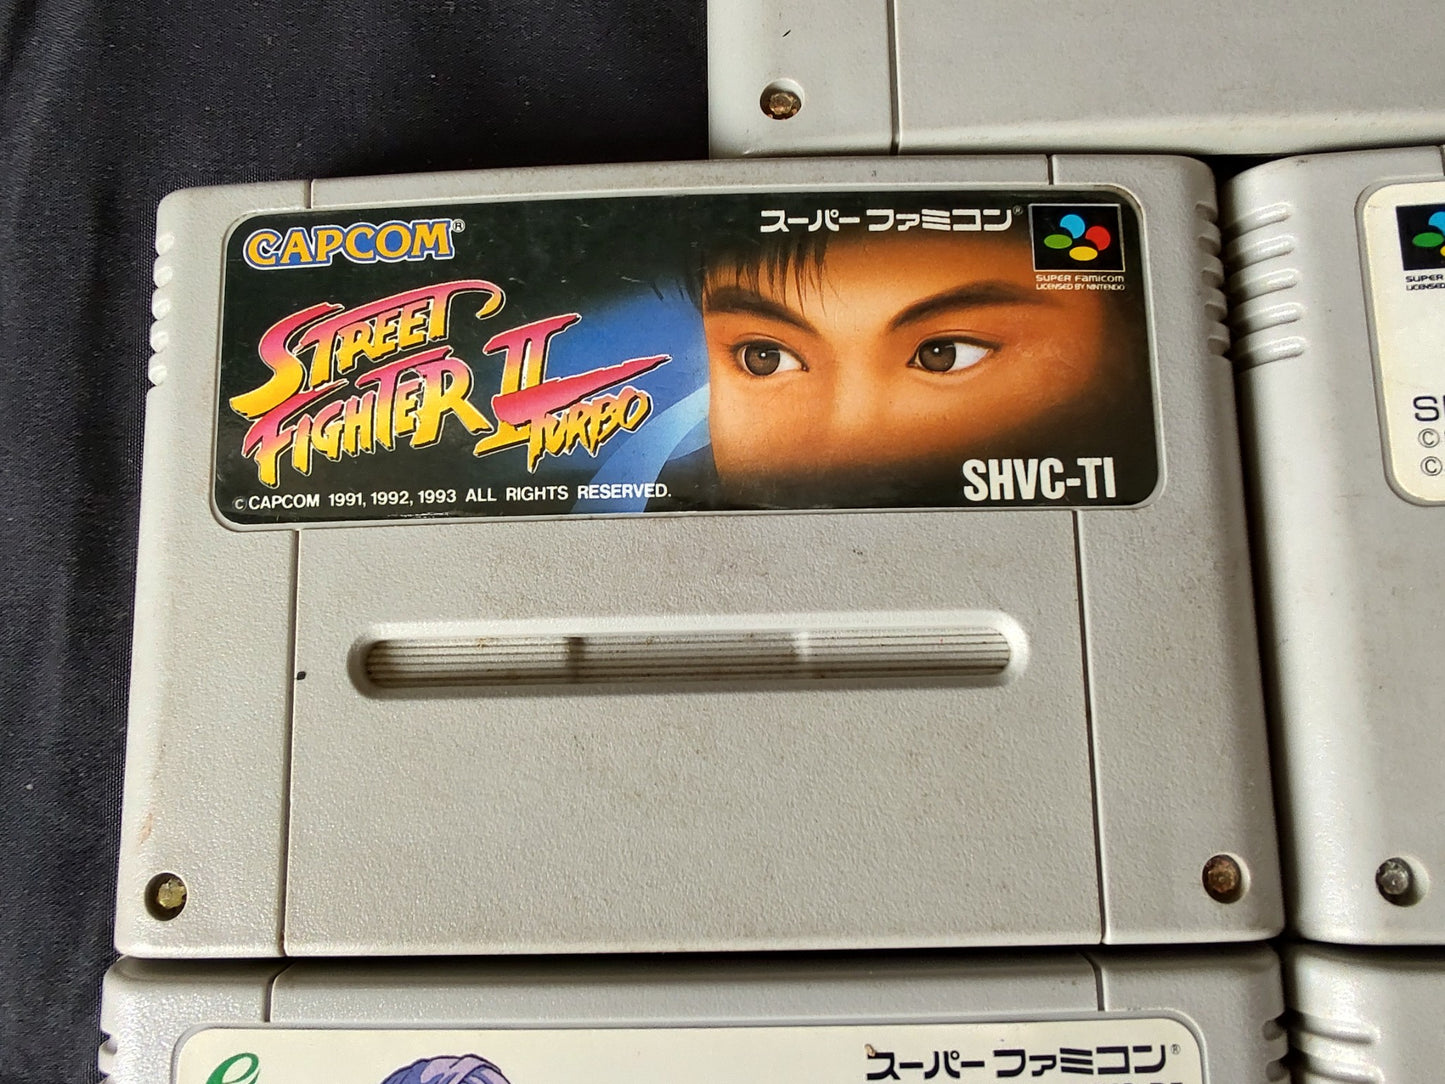 CAPCOM®
スーパーファミコン®
SUPER FAMICOM
LICENSED BY NINTENDO
STREET
FIGHTER II
TURBO
SHVC-TI
©CAPCOM 1991, 1992, 1993 ALL RIGHTS RESERVED.
©
©
スーパーファミコン®